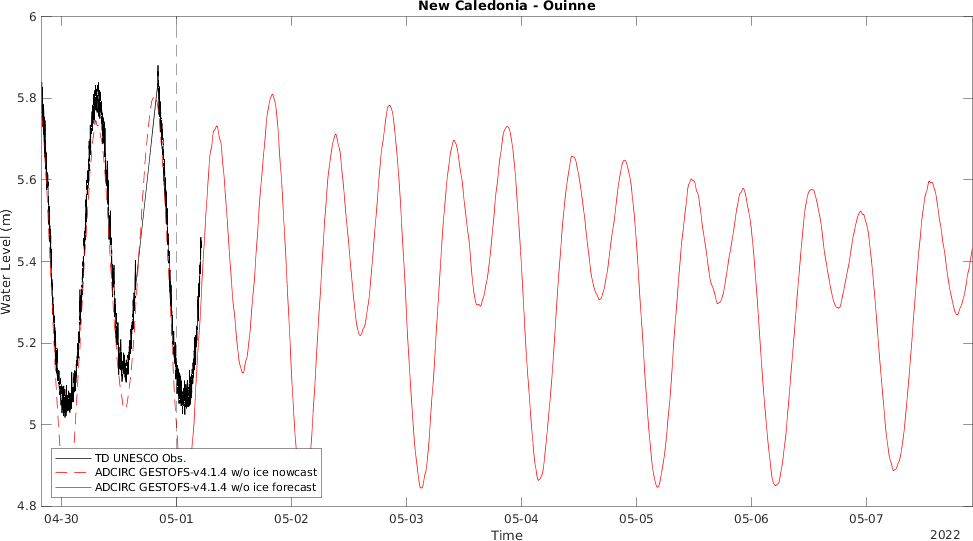 New Caledonia - Ouinne
6
5.8
5.6
5.4
5.2
5
4.8
Water Level (m)
TD UNESCO Obs.
ADCIRC GESTOFS-v4.1.4 w/o ice nowcast
ADCIRC GESTOFS-v4.1.4 w/o ice forecast
04-30 05-01 05-02 05-03 05-04 05-05 05-06 05-07
Time
2022